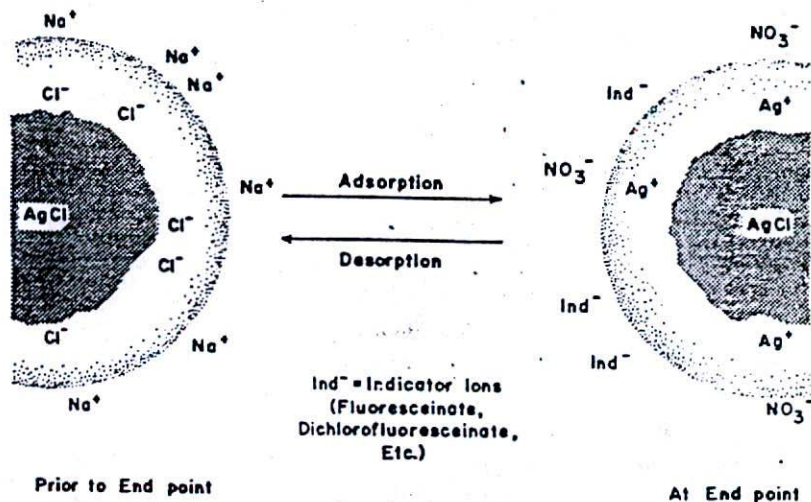 Na⁺
Na⁺
Na⁺
Cl⁻
Cl⁻
Na⁺
AgCl
Cl⁻
Cl⁻
Cl⁻
Na⁺
Na⁺
Prior to End point
Adsorption
Desorption
Ind⁻ = Indicator Ions
(Fluoresceinate,
Dichlorofluoresceinate,
Etc.)
NO₃⁻
Ind⁻
Ag⁺
NO₃⁻
Ag⁺
AgCl
Ind⁻
Ag⁺
Ind⁻
NO₃⁻
At End point